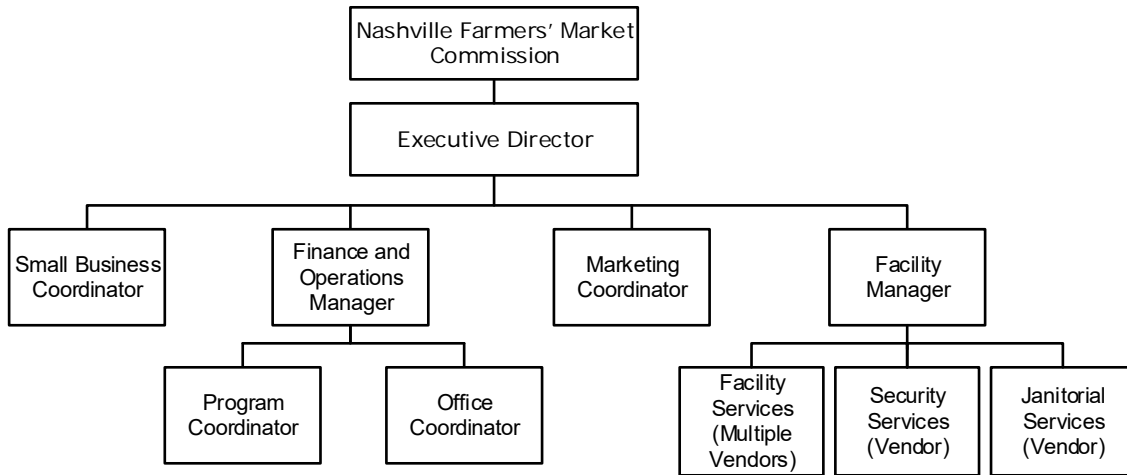 Nashville Farmers' Market
Commission
Executive Director
Small Business
Coordinator
Finance and
Operations
Manager
Marketing
Coordinator
Facility
Manager
Program
Coordinator
Office
Coordinator
Facility
Services
(Multiple
Vendors)
Security
Services
(Vendor)
Janitorial
Services
(Vendor)